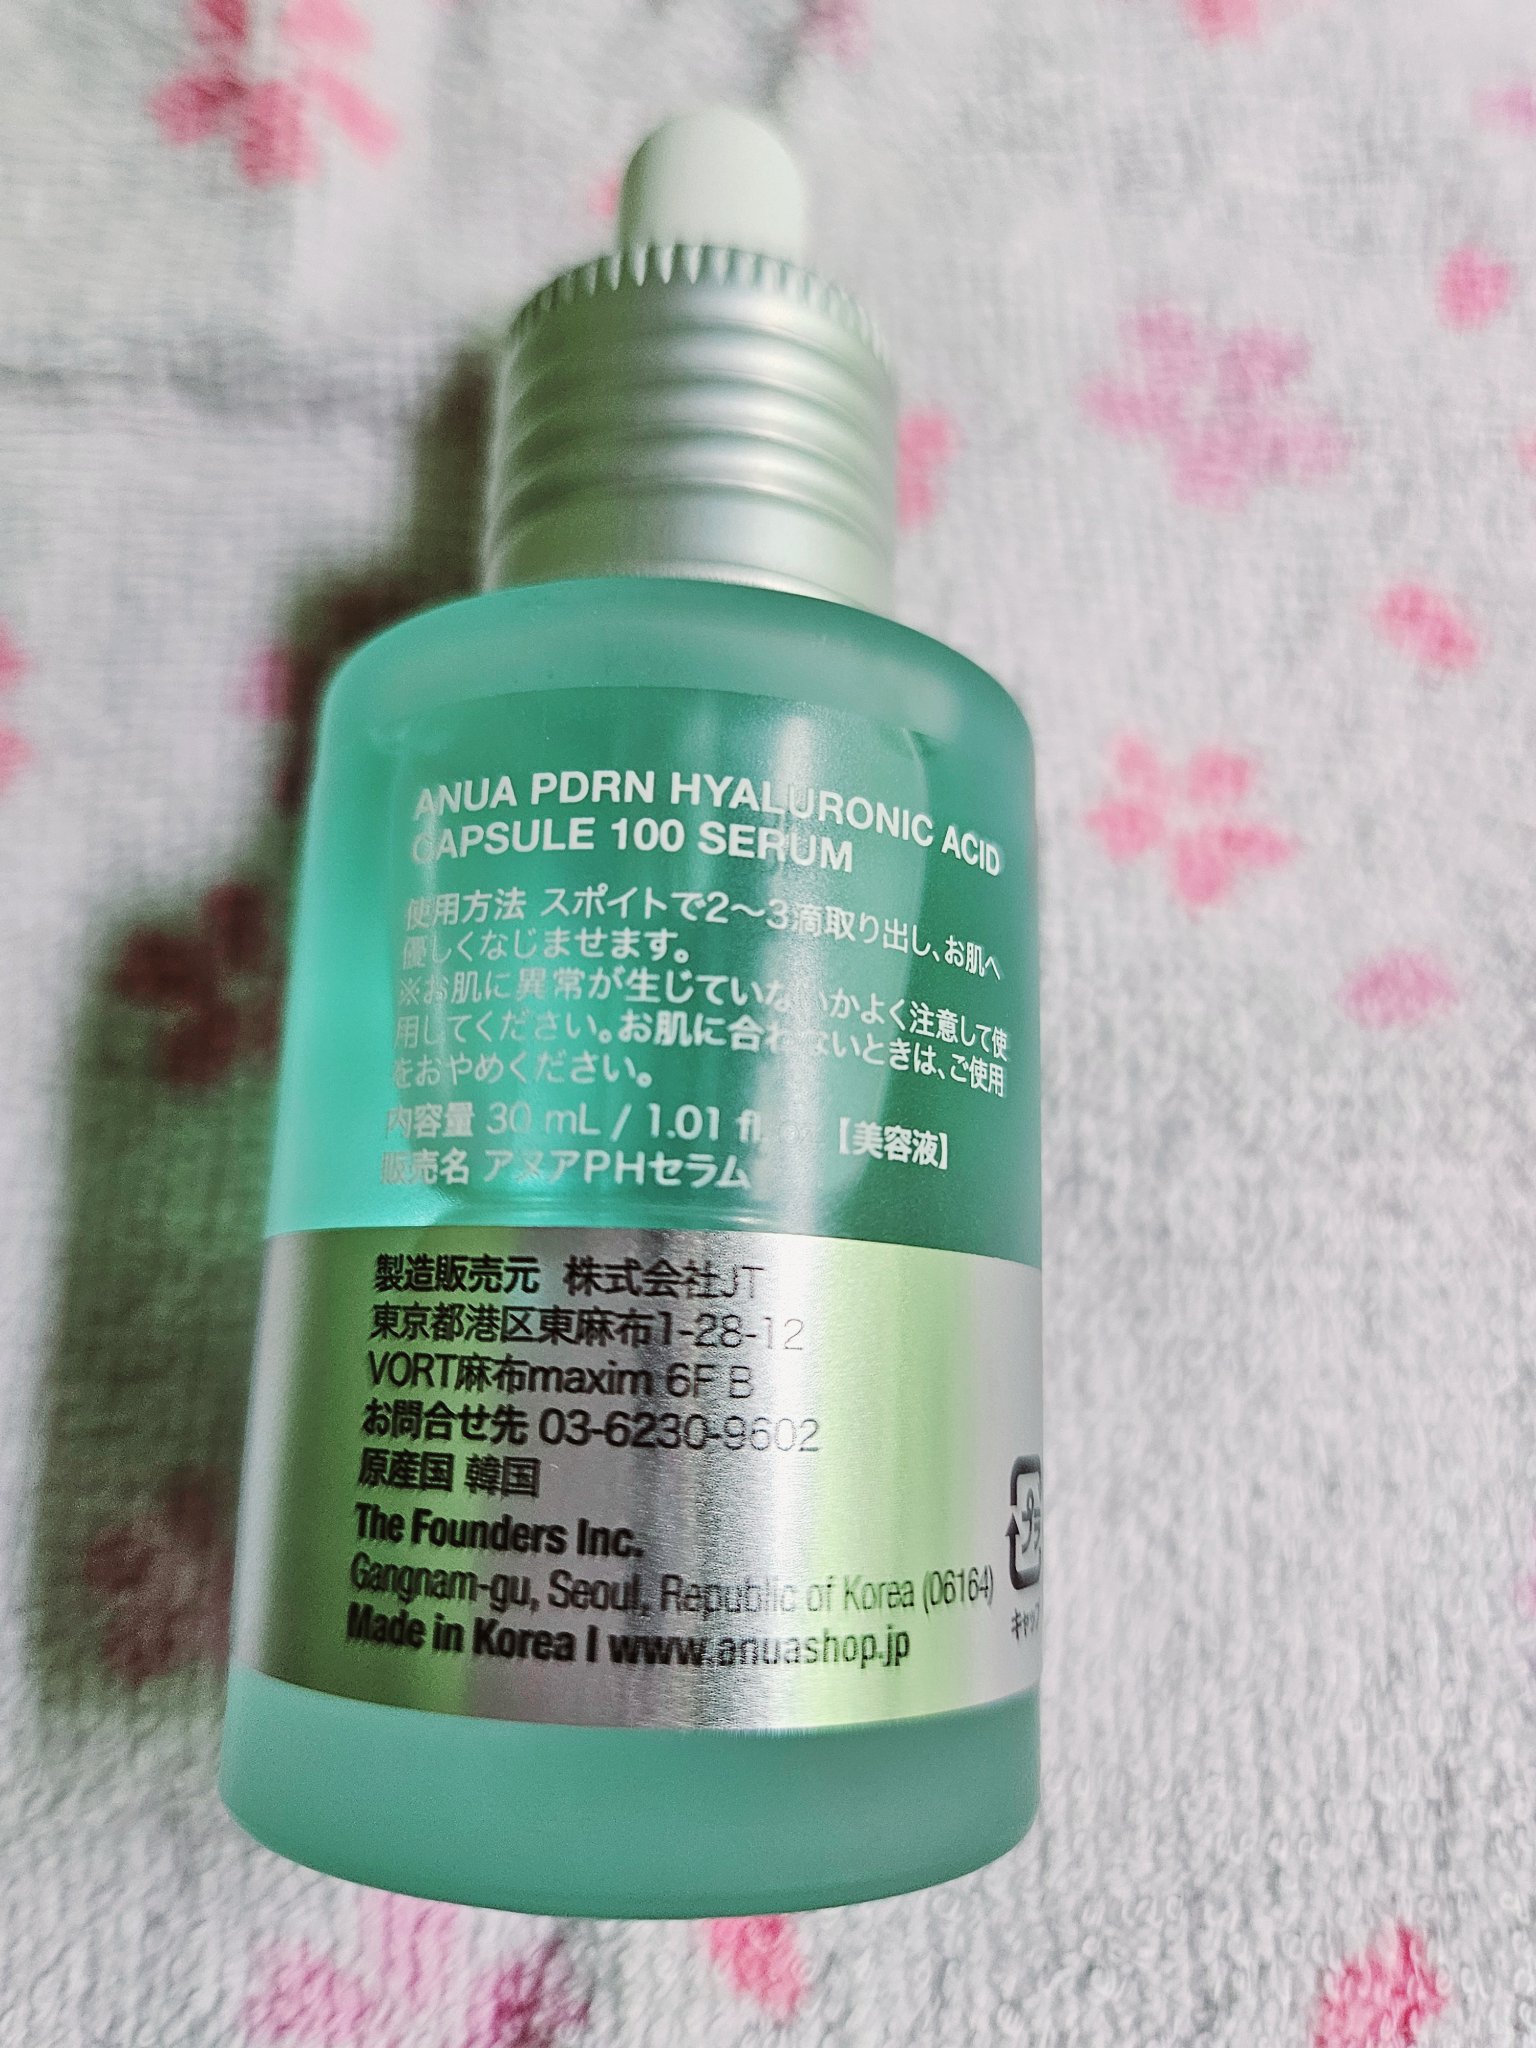 ANUA PDRN HYALURONIC ACID
CAPSULE 100 SERUM
使用方法 スポイトで2〜3滴取り出し、お肌へ
優しくなじませます。
※お肌に異常が生じていないかよく注意して使
用してください。お肌に合わないときは、ご使用
をおやめください。
内容量 30 mL / 1.01 fl oz 【美容液】
販売名 アヌアPHセラム
製造販売元 株式会社JT
東京都港区東麻布1-28-12
VORT麻布maxim 6F B
お問合せ先 03-6230-9602
原産国 韓国
The Founders Inc.
Gangnam-gu, Seoul, Republic of Korea (06164)
Made in Korea I www.anuashop.jp
プラ
キャップ